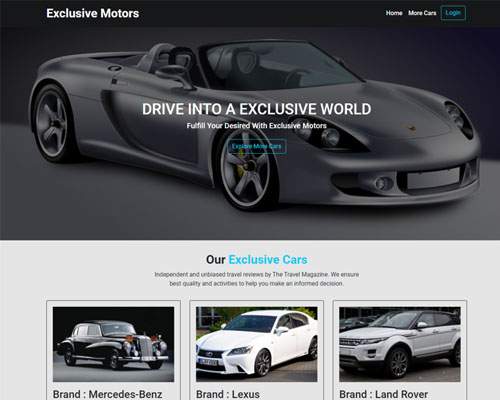 Exclusive Motors
Home More Cars Login
DRIVE INTO A EXCLUSIVE WORLD
Fulfill Your Desired With Exclusive Motors
Explore More Cars
Our Exclusive Cars
Independent and unbiased travel reviews by The Travel Magazine. We ensure
best quality and activities to help you make an informed decision.
Brand : Mercedes-Benz
Brand : Lexus
Brand : Land Rover